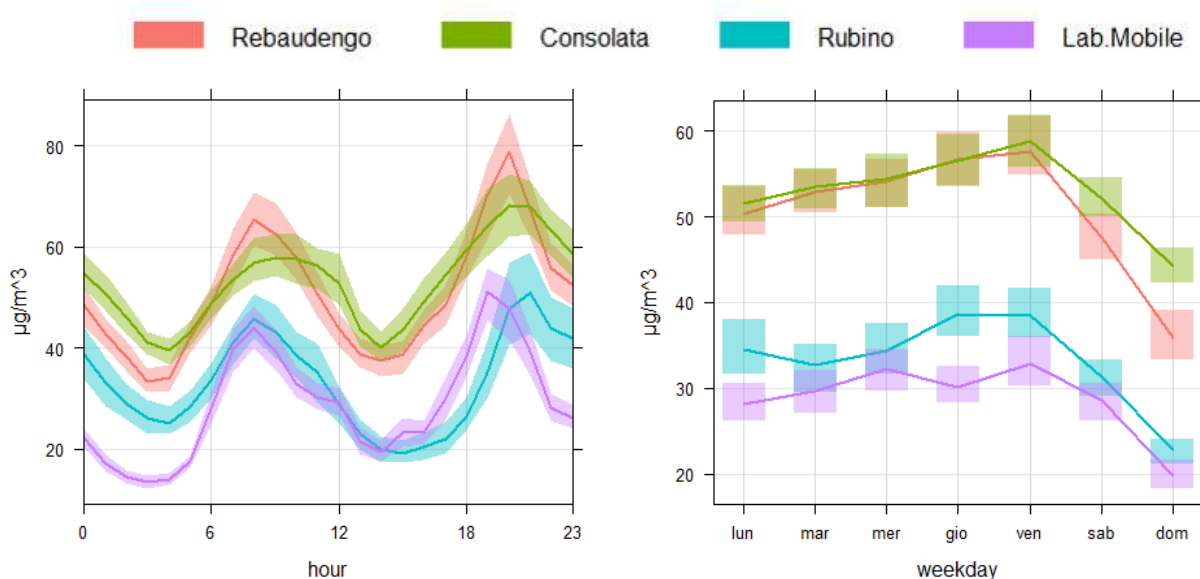 Rebaudengo Consolata Rubino Lab.Mobile
80
60
40
20
µg/m^3
0 6 12 18 23
hour
60
50
40
30
20
µg/m^3
lun mar mer gio ven sab dom
weekday